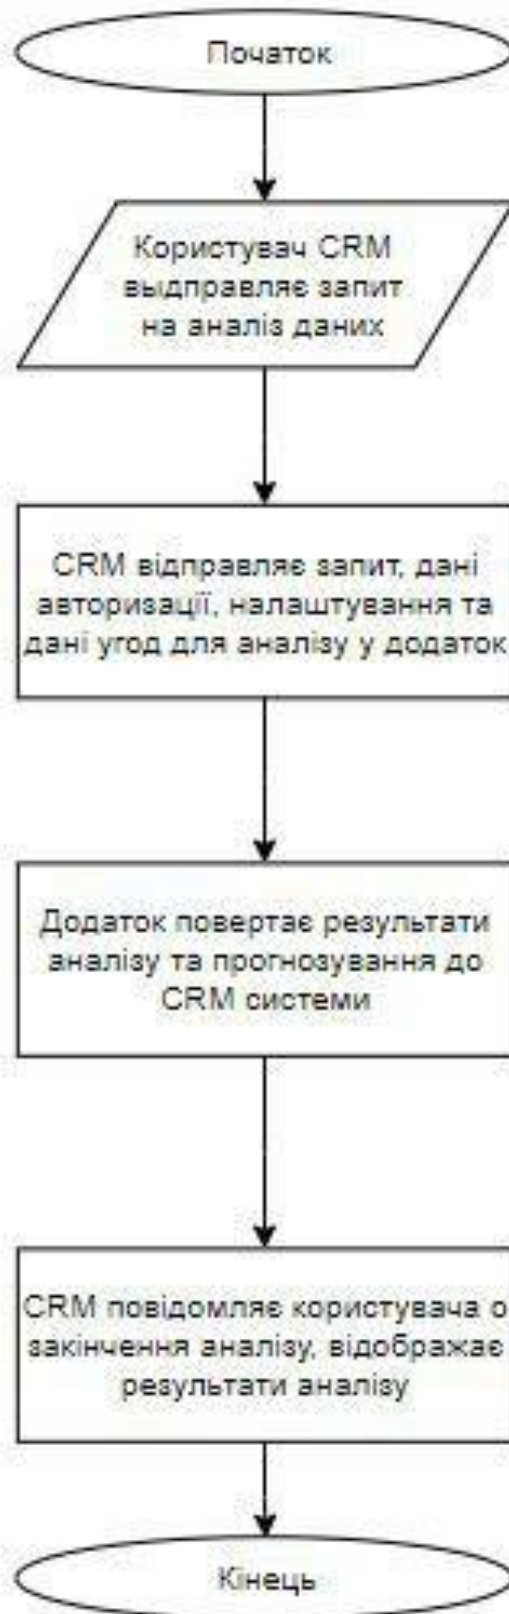 Початок
Користувач CRM
выдправляє запит
на аналіз даних
CRM відправляє запит, дані
авторизації, налаштування та
дані угод для аналізу у додаток
Додаток повертає результати
аналізу та прогнозування до
CRM системи
CRM повідомляє користувача о
закінчення аналізу, відображає
результати аналізу
Кінець